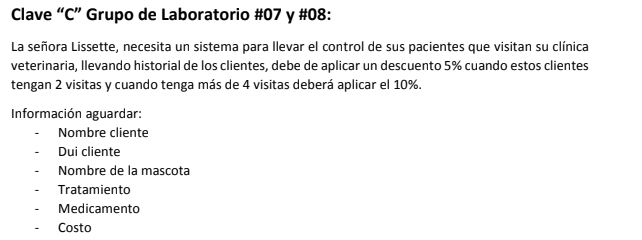 Clave “C” Grupo de Laboratorio #07 y #08:
La señora Lissette, necesita un sistema para llevar el control de sus pacientes que visitan su clínica
veterinaria, llevando historial de los clientes, debe de aplicar un descuento 5% cuando estos clientes
tengan 2 visitas y cuando tenga más de 4 visitas deberá aplicar el 10%.
Información aguardar:
- Nombre cliente
- Dui cliente
- Nombre de la mascota
- Tratamiento
- Medicamento
- Costo